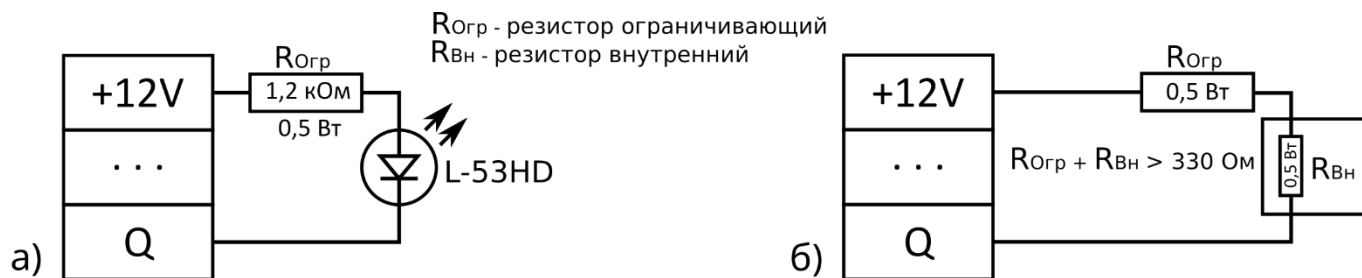 RОгр - резистор ограничивающий
RВн - резистор внутренний
а)
+12V
. . .
Q
RОгр
1,2 кОм
0,5 Вт
L-53HD
б)
+12V
. . .
Q
RОгр
0,5 Вт
RОгр + RВн > 330 Ом
0,5 Вт
RВн